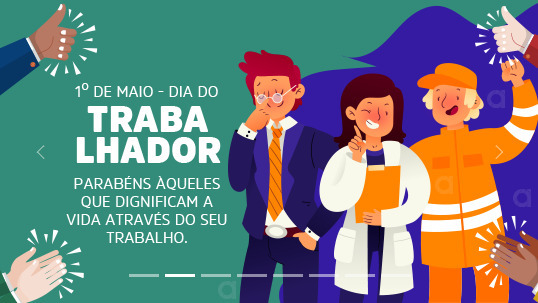 1º DE MAIO - DIA DO
TRABA
LHADOR
PARABÉNS ÀQUELES
QUE DIGNIFICAM A
VIDA ATRAVÉS DO SEU
TRABALHO.